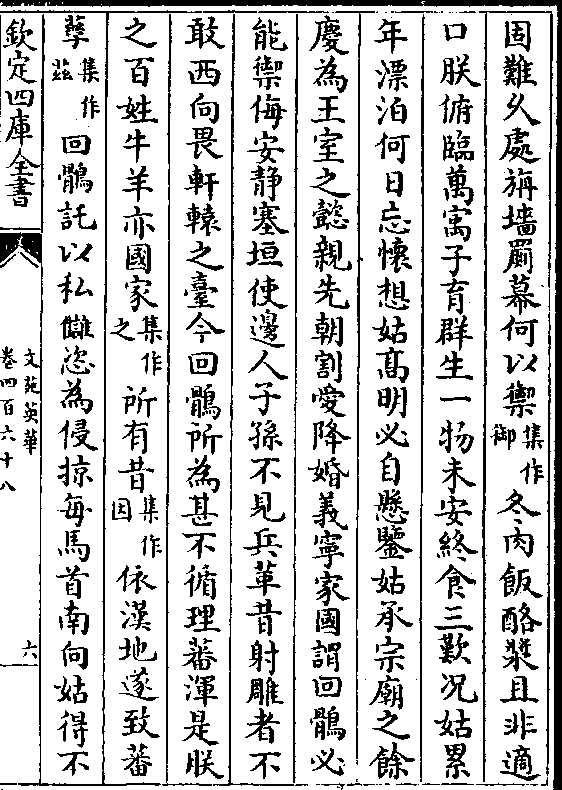 固難乆處旃墻罽幕何以禦集作御冬肉飯酪漿且非適
口朕俯臨萬㝢子育群生一物未安終食三歎况姑累
年漂泊何日忘懷想姑髙明必自懸鑒姑承宗廟之餘
慶為王室之懿親先朝割愛降婚義寧家國謂回鶻必
能禦侮安静塞垣使邊人子孫不見兵革昔射雕者不
敢西向畏軒轅之臺今回鶻所為甚不循理蕃渾是朕
之百姓牛羊亦國家集作之所有昔集作因依漢地遂致蕃
孳集作兹回鶻託以私讎恣為侵掠每馬首南向姑得不
欽定四庫全書
文苑英華
卷四百六十八
六